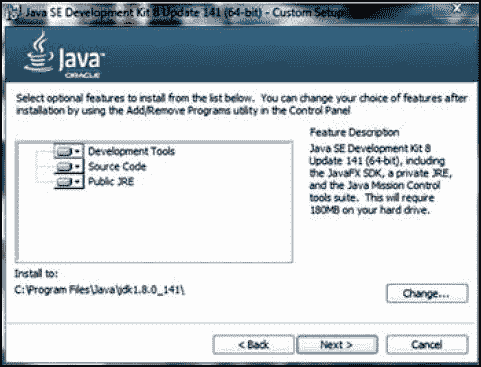 Java SE Development Kit 8 Update 141 (64-bit) - Custom Setup
Java
ORACLE
Select optional features to install from the list below. You can change your choice of features after
installation by using the Add/Remove Programs utility in the Control Panel
Development Tools
Source Code
Public JRE
Feature Description
Java SE Development Kit 8
Update 141 (64-bit), including
the JavaFX SDK, a private JRE,
and the Java Mission Control
tools suite. This will require
180MB on your hard drive.
Install to:
C:\Program Files\Java\jdk1.8.0_141\
Change...
< Back
Next >
Cancel